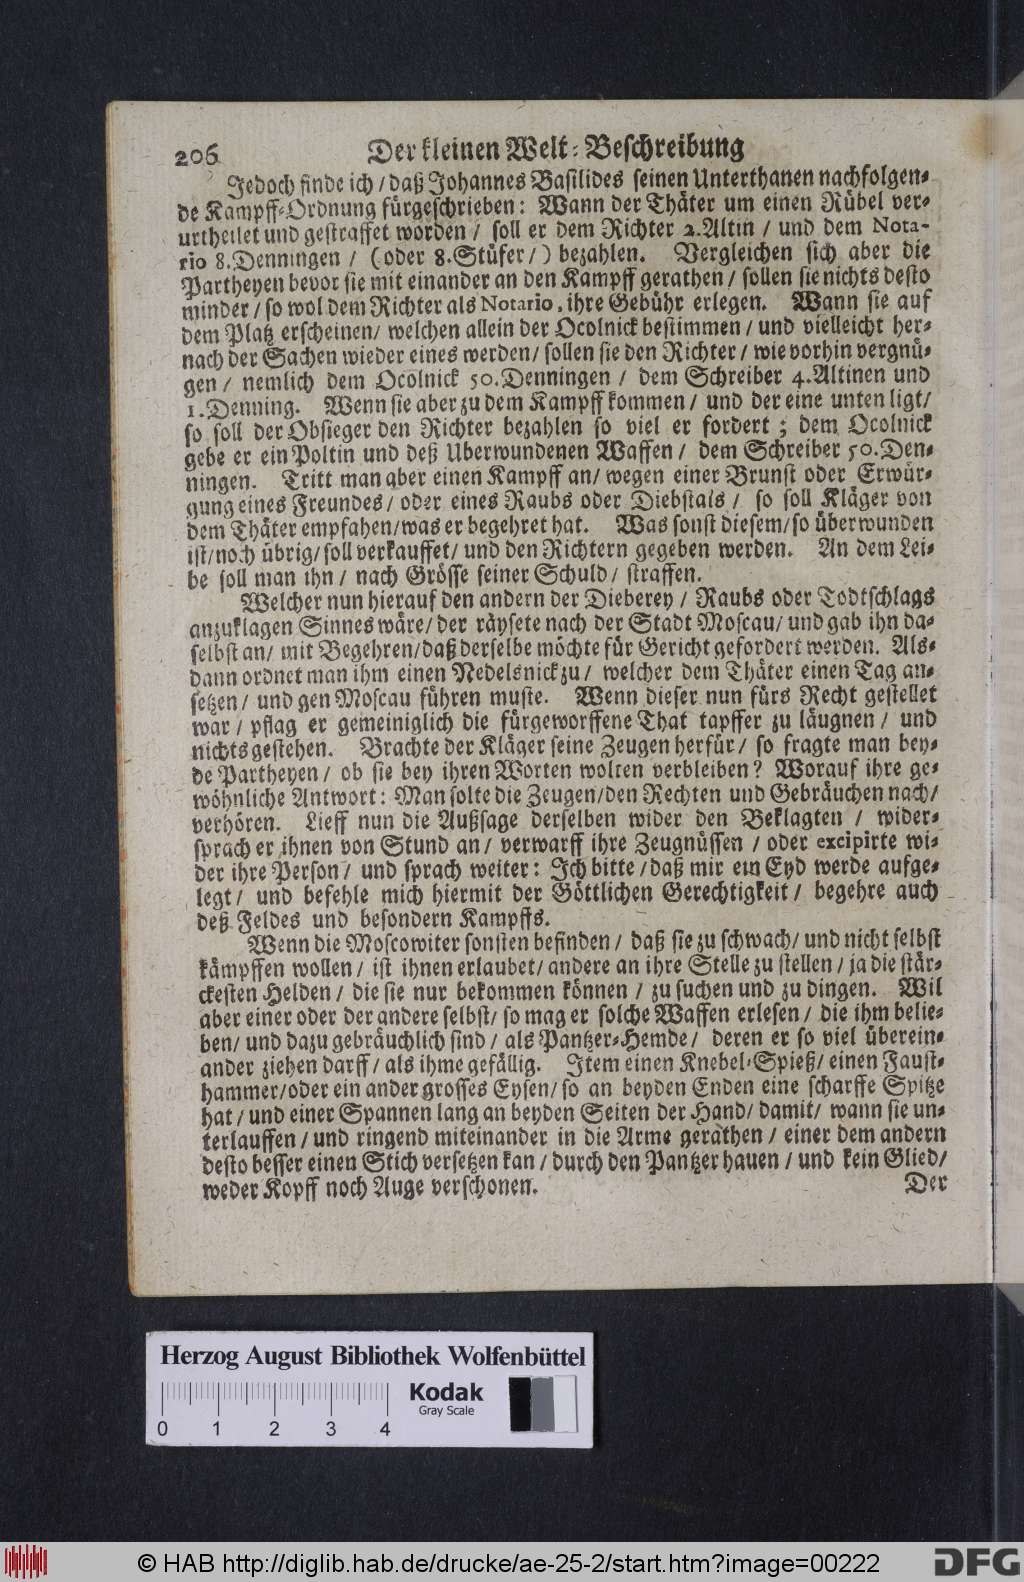 206 Der kleinen Welt-Beschreibung
Jedoch finde ich / daß Johannes Basilides seinen Unterthanen nachfolgen-
de Kampff-Ordnung fürgeschrieben: Wann der Thäter um einen Rübel ver-
urtheilet und gestraffet worden / soll er dem Richter 2. Altin / und dem Nota-
rio 8. Denningen / (oder 8. Stüfer /) bezahlen. Vergleichen sich aber die
Partheyen bevor sie mit einander an den Kampff gerathen / sollen sie nichts desto
minder / so wol dem Richter als Notario, ihre Gebühr erlegen. Wann sie auf
dem Platz erscheinen / welchen allein der Ocolnick bestimmen / und vielleicht her-
nach der Sachen wieder eines werden / sollen sie den Richter / wie vorhin vergnü-
gen / nemlich dem Ocolnick 50. Denningen / dem Schreiber 4. Altinen und
1. Denning. Wenn sie aber zu dem Kampff kommen / und der eine unten ligt /
so soll der Obsieger den Richter bezahlen so viel er fordert ; dem Ocolnick
gebe er ein Poltin und deß Uberwundenen Waffen / dem Schreiber 50. Den-
ningen. Tritt man aber einen Kampff an / wegen einer Brunst oder Erwür-
gung eines Freundes / oder eines Raubs oder Diebstals / so soll Kläger von
dem Thäter empfahen / was er begehret hat. Was sonst diesem / so überwunden
ist / noch übrig / soll verkauffet / und den Richtern gegeben werden. An dem Lei-
be soll man ihn / nach Grösse seiner Schuld / straffen.
Welcher nun hierauf den andern der Dieberey / Raubs oder Todtschlags
anzuklagen Sinnes wäre / der räysete nach der Stadt Moscau / und gab ihn da-
selbst an / mit Begehren / daß derselbe möchte für Gericht gefordert werden. Als-
dann ordnet man ihm einen Nedelsnick zu / welcher dem Thäter einen Tag an-
setzen / und gen Moscau führen muste. Wenn dieser nun fürs Recht gestellet
war / pflag er gemeiniglich die fürgeworffene That tapffer zu läugnen / und
nichts gestehen. Brachte der Kläger seine Zeugen herfür / so fragte man bey-
de Partheyen / ob sie bey ihren Worten wolten verbleiben? Worauf ihre ge-
wöhnliche Antwort: Man solte die Zeugen / den Rechten und Gebräuchen nach /
verhören. Lieff nun die Außsage derselben wider den Beklagten / wider-
sprach er ihnen von Stund an / verwarff ihre Zeugnüssen / oder excipirte wi-
der ihre Person / und sprach weiter: Ich bitte / daß mir ein Eyd werde aufge-
legt / und befehle mich hiermit der Göttlichen Gerechtigkeit / begehre auch
deß Feldes und besondern Kampffs.
Wenn die Moscowiter sonsten befinden / daß sie zu schwach / und nicht selbst
kämpffen wollen / ist ihnen erlaubet / andere an ihre Stelle zu stellen / ja die stär-
ckesten Helden / die sie nur bekommen können / zu suchen und zu dingen. Wil
aber einer oder der andere selbst / so mag er solche Waffen erlesen / die ihm belie-
ben / und dazu gebräuchlich sind / als Pantzer-Hemde / deren er so viel überein-
ander ziehen darff / als ihme gefällig. Item einen Knebel-Spieß / einen Faust-
hammer / oder ein ander grosses Eysen / so an beyden Enden eine scharffe Spitze
hat / und einer Spannen lang an beyden Seiten der Hand / damit / wann sie un-
terlauffen / und ringend miteinander in die Arme gerathen / einer dem andern
desto besser einen Stich versetzen kan / durch den Pantzer hauen / und kein Glied /
weder Kopff noch Auge verschonen.
Der
Herzog August Bibliothek Wolfenbüttel
Kodak
Gray Scale
0 1 2 3 4
© HAB http://diglib.hab.de/drucke/ae-25-2/start.htm?image=00222
DFG